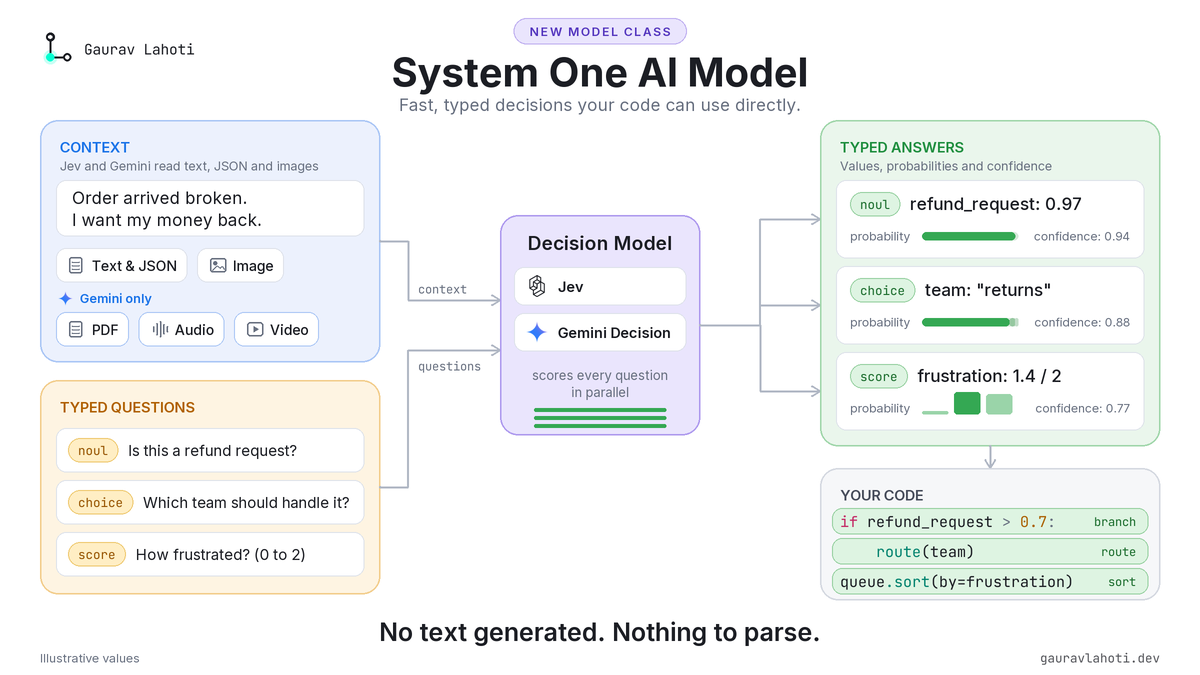 Gaurav Lahoti
NEW MODEL CLASS
System One AI Model
Fast, typed decisions your code can use directly.
CONTEXT
Jev and Gemini read text, JSON and images
Order arrived broken.
I want my money back.
Text & JSON
Image
Gemini only
PDF
Audio
Video
TYPED QUESTIONS
noul Is this a refund request?
choice Which team should handle it?
score How frustrated? (0 to 2)
context
questions
Decision Model
Jev
Gemini Decision
scores every question
in parallel
TYPED ANSWERS
Values, probabilities and confidence
noul refund_request: 0.97
probability confidence: 0.94
choice team: "returns"
probability confidence: 0.88
score frustration: 1.4 / 2
probability confidence: 0.77
YOUR CODE
if refund_request > 0.7: branch
route(team) route
queue.sort(by=frustration) sort
No text generated. Nothing to parse.
Illustrative values
gauravlahoti.dev